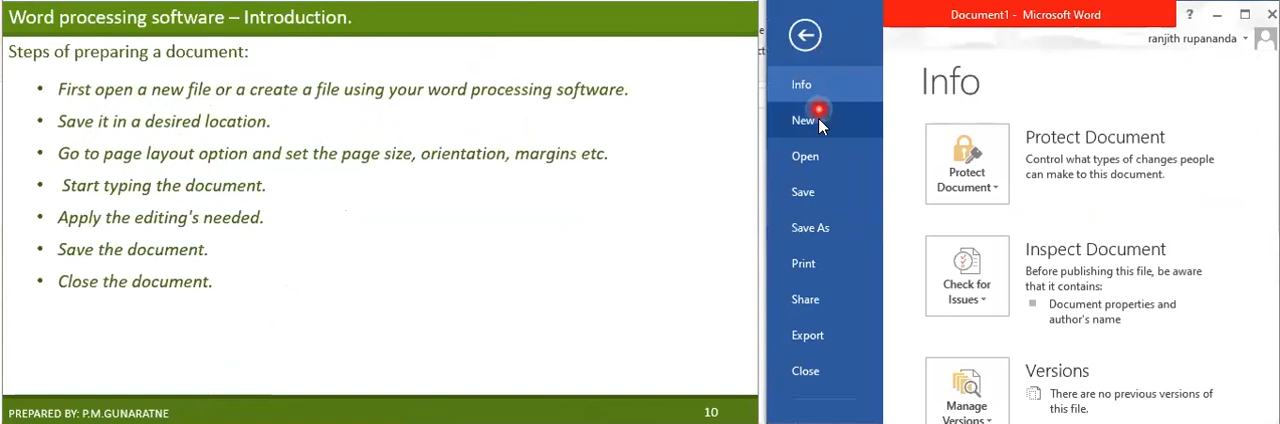 Word processing software – Introduction.
Steps of preparing a document:
• First open a new file or a create a file using your word processing software.
• Save it in a desired location.
• Go to page layout option and set the page size, orientation, margins etc.
• Start typing the document.
• Apply the editing's needed.
• Save the document.
• Close the document.
PREPARED BY: P.M.GUNARATNE
10
Document1 - Microsoft Word
?
ranjith rupananda
Info
New
Open
Save
Save As
Print
Share
Export
Close
Info
Protect
Document
Protect Document
Control what types of changes people
can make to this document.
Check for
Issues
Inspect Document
Before publishing this file, be aware
that it contains:
Document properties and
author's name
Manage
Versions
Versions
There are no previous versions of
this file.